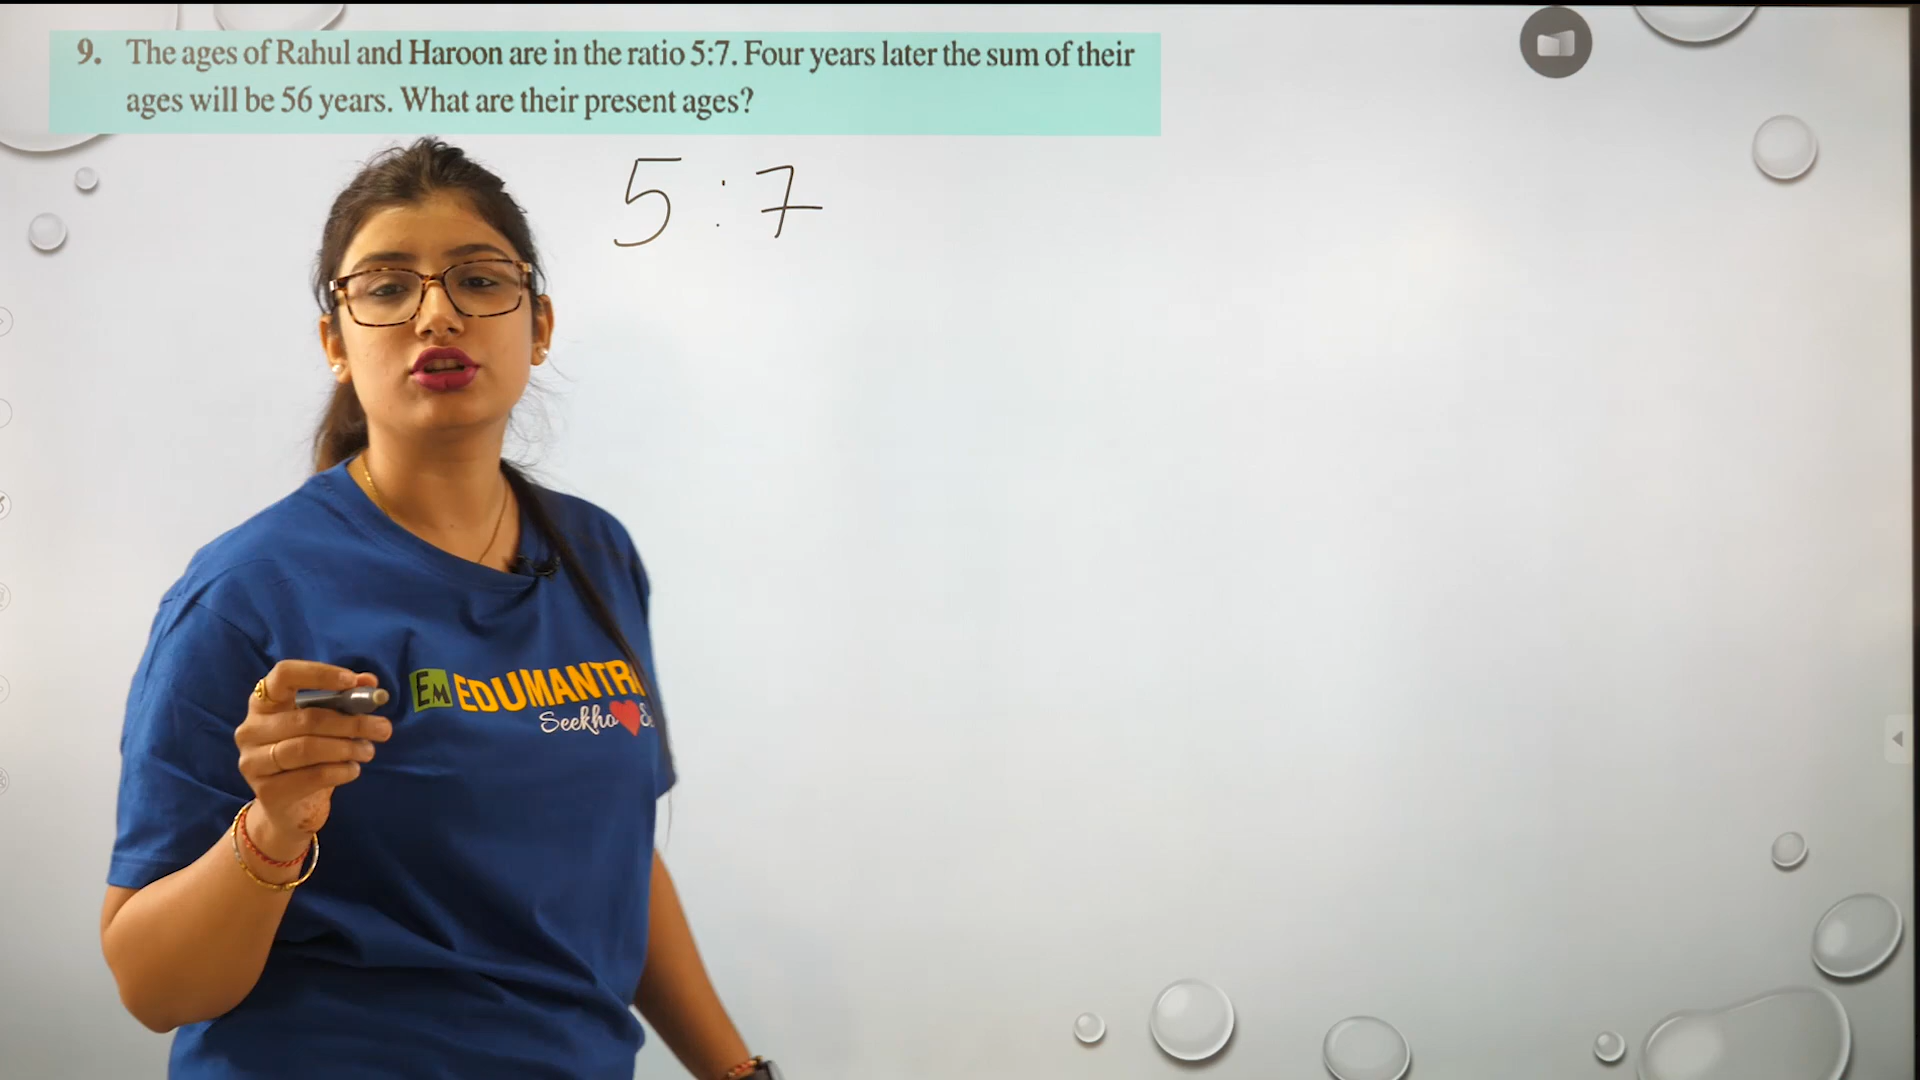 9. The ages of Rahul and Haroon are in the ratio 5:7. Four years later the sum of their
ages will be 56 years. What are their present ages?
5 : 7
EM EDUMANTR
Seekho